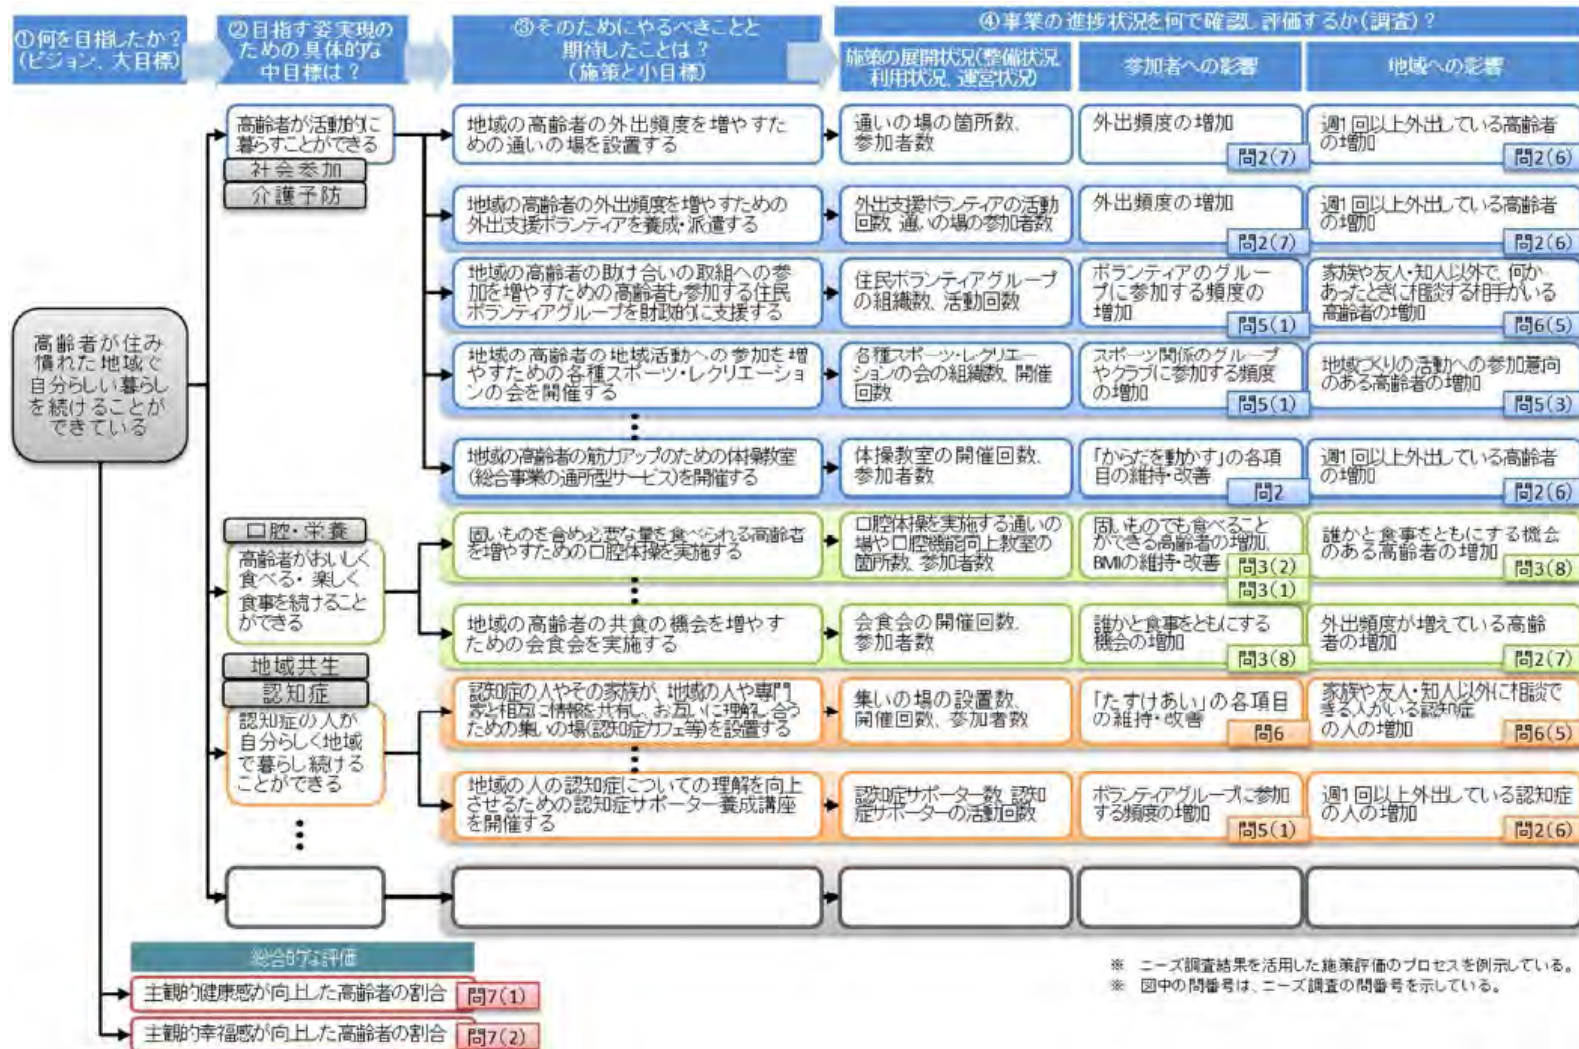 ①何を目指したか？
(ビジョン、大目標)
②目指す姿実現の
ための具体的な
中目標は？
③そのためにやるべきことと
期待したことは？
(施策と小目標)
④事業の進捗状況を何で確認し評価するか(調査)？
施策の展開状況(整備状況、
利用状況、運営状況)
参加者への影響
地域への影響
高齢者が住み
慣れた地域で
自分らしい暮らし
を続けることが
できている
高齢者が活動的に
暮らすことができる
社会参加
介護予防
地域の高齢者の外出頻度を増やすた
めの通いの場を設置する
通いの場の箇所数、
参加者数
外出頻度の増加
問2(7)
週1回以上外出している高齢者
の増加
問2(6)
地域の高齢者の外出頻度を増やすための
外出支援ボランティアを養成・派遣する
外出支援ボランティアの活動
回数、通いの場の参加者数
外出頻度の増加
問2(7)
週1回以上外出している高齢者
の増加
問2(6)
地域の高齢者の助け合いの取組への参
加を増やすための高齢者も参加する住民
ボランティアグループを財政的に支援する
住民ボランティアグループ
の組織数、活動回数
ボランティアのグルー
プに参加する頻度の
増加
問5(1)
家族や友人・知人以外で、何か
あったときに相談する相手がいる
高齢者の増加
問6(5)
地域の高齢者の地域活動への参加を増
やすための各種スポーツ・レクリエーショ
ンの会を開催する
各種スポーツ・レクリエー
ションの会の組織数、開催
回数
スポーツ関係のグループ
やクラブに参加する頻度
の増加
問5(1)
地域づくりの活動への参加意向
のある高齢者の増加
問5(3)
地域の高齢者の筋力アップのための体操教室
(総合事業の通所型サービス)を開催する
体操教室の開催回数、
参加者数
「からだを動かす」の各項
目の維持・改善
問2
週1回以上外出している高齢者
の増加
問2(6)
口腔・栄養
高齢者がおいしく
食べる・楽しく
食事を続けること
ができる
固いものを含め必要な量を食べられる高齢者
を増やすための口腔体操を実施する
口腔体操を実施する通いの
場や口腔機能向上教室の
箇所数、参加者数
固いものでも食べること
ができる高齢者の増加、
BMIの維持・改善
問3(2)
問3(1)
誰かと食事をともにする機会
のある高齢者の増加
問3(8)
地域の高齢者の共食の機会を増やす
ための会食会を実施する
会食会の開催回数、
参加者数
誰かと食事をともにする
機会の増加
問3(8)
外出頻度が増えている高齢
者の増加
問2(7)
地域共生
認知症
認知症の人が
自分らしく地域
で暮らし続ける
ことができる
認知症の人やその家族が、地域の人や専門
家と相互に情報を共有し、お互いに理解し合う
ための集いの場(認知症カフェ等)を設置する
集いの場の設置数、
開催回数、参加者数
「たすけあい」の各項目
の維持・改善
問6
家族や友人・知人以外に相談で
きる人がいる認知症
の人の増加
問6(5)
地域の人の認知症についての理解を向上
させるための認知症サポーター養成講座
を開催する
認知症サポーター数、認知
症サポーターの活動回数
ボランティアグループに参加
する頻度の増加
問5(1)
週1回以上外出している認知症
の人の増加
問2(6)
総合的な評価
主観的健康感が向上した高齢者の割合
問7(1)
主観的幸福感が向上した高齢者の割合
問7(2)
※ ニーズ調査結果を活用した施策評価のプロセスを例示している。
※ 図中の問番号は、ニーズ調査の問番号を示している。